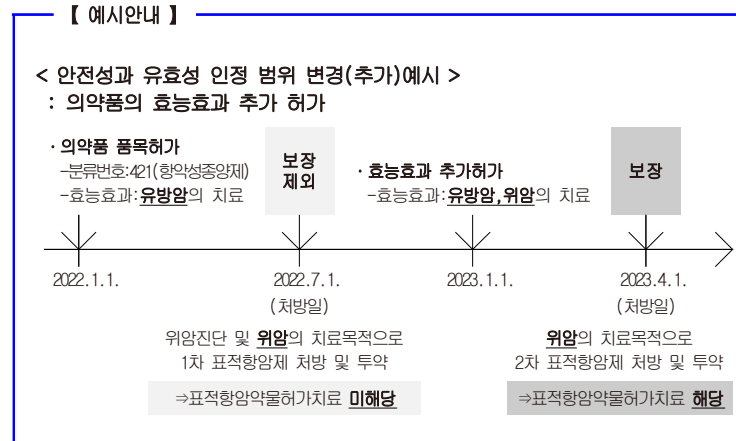 【 예시안내 】
< 안전성과 유효성 인정 범위 변경(추가)예시 >
: 의약품의 효능효과 추가 허가
· 의약품 품목허가
-분류번호:421(항악성종양제)
-효능효과:유방암의 치료
보장
제외
· 효능효과 추가허가
-효능효과:유방암,위암의 치료
보장
2022.1.1.
2022.7.1.
(처방일)
2023.1.1.
2023.4.1.
(처방일)
위암진단 및 위암의 치료목적으로
1차 표적항암제 처방 및 투약
⇒표적항암약물허가치료 미해당
위암의 치료목적으로
2차 표적항암제 처방 및 투약
⇒표적항암약물허가치료 해당